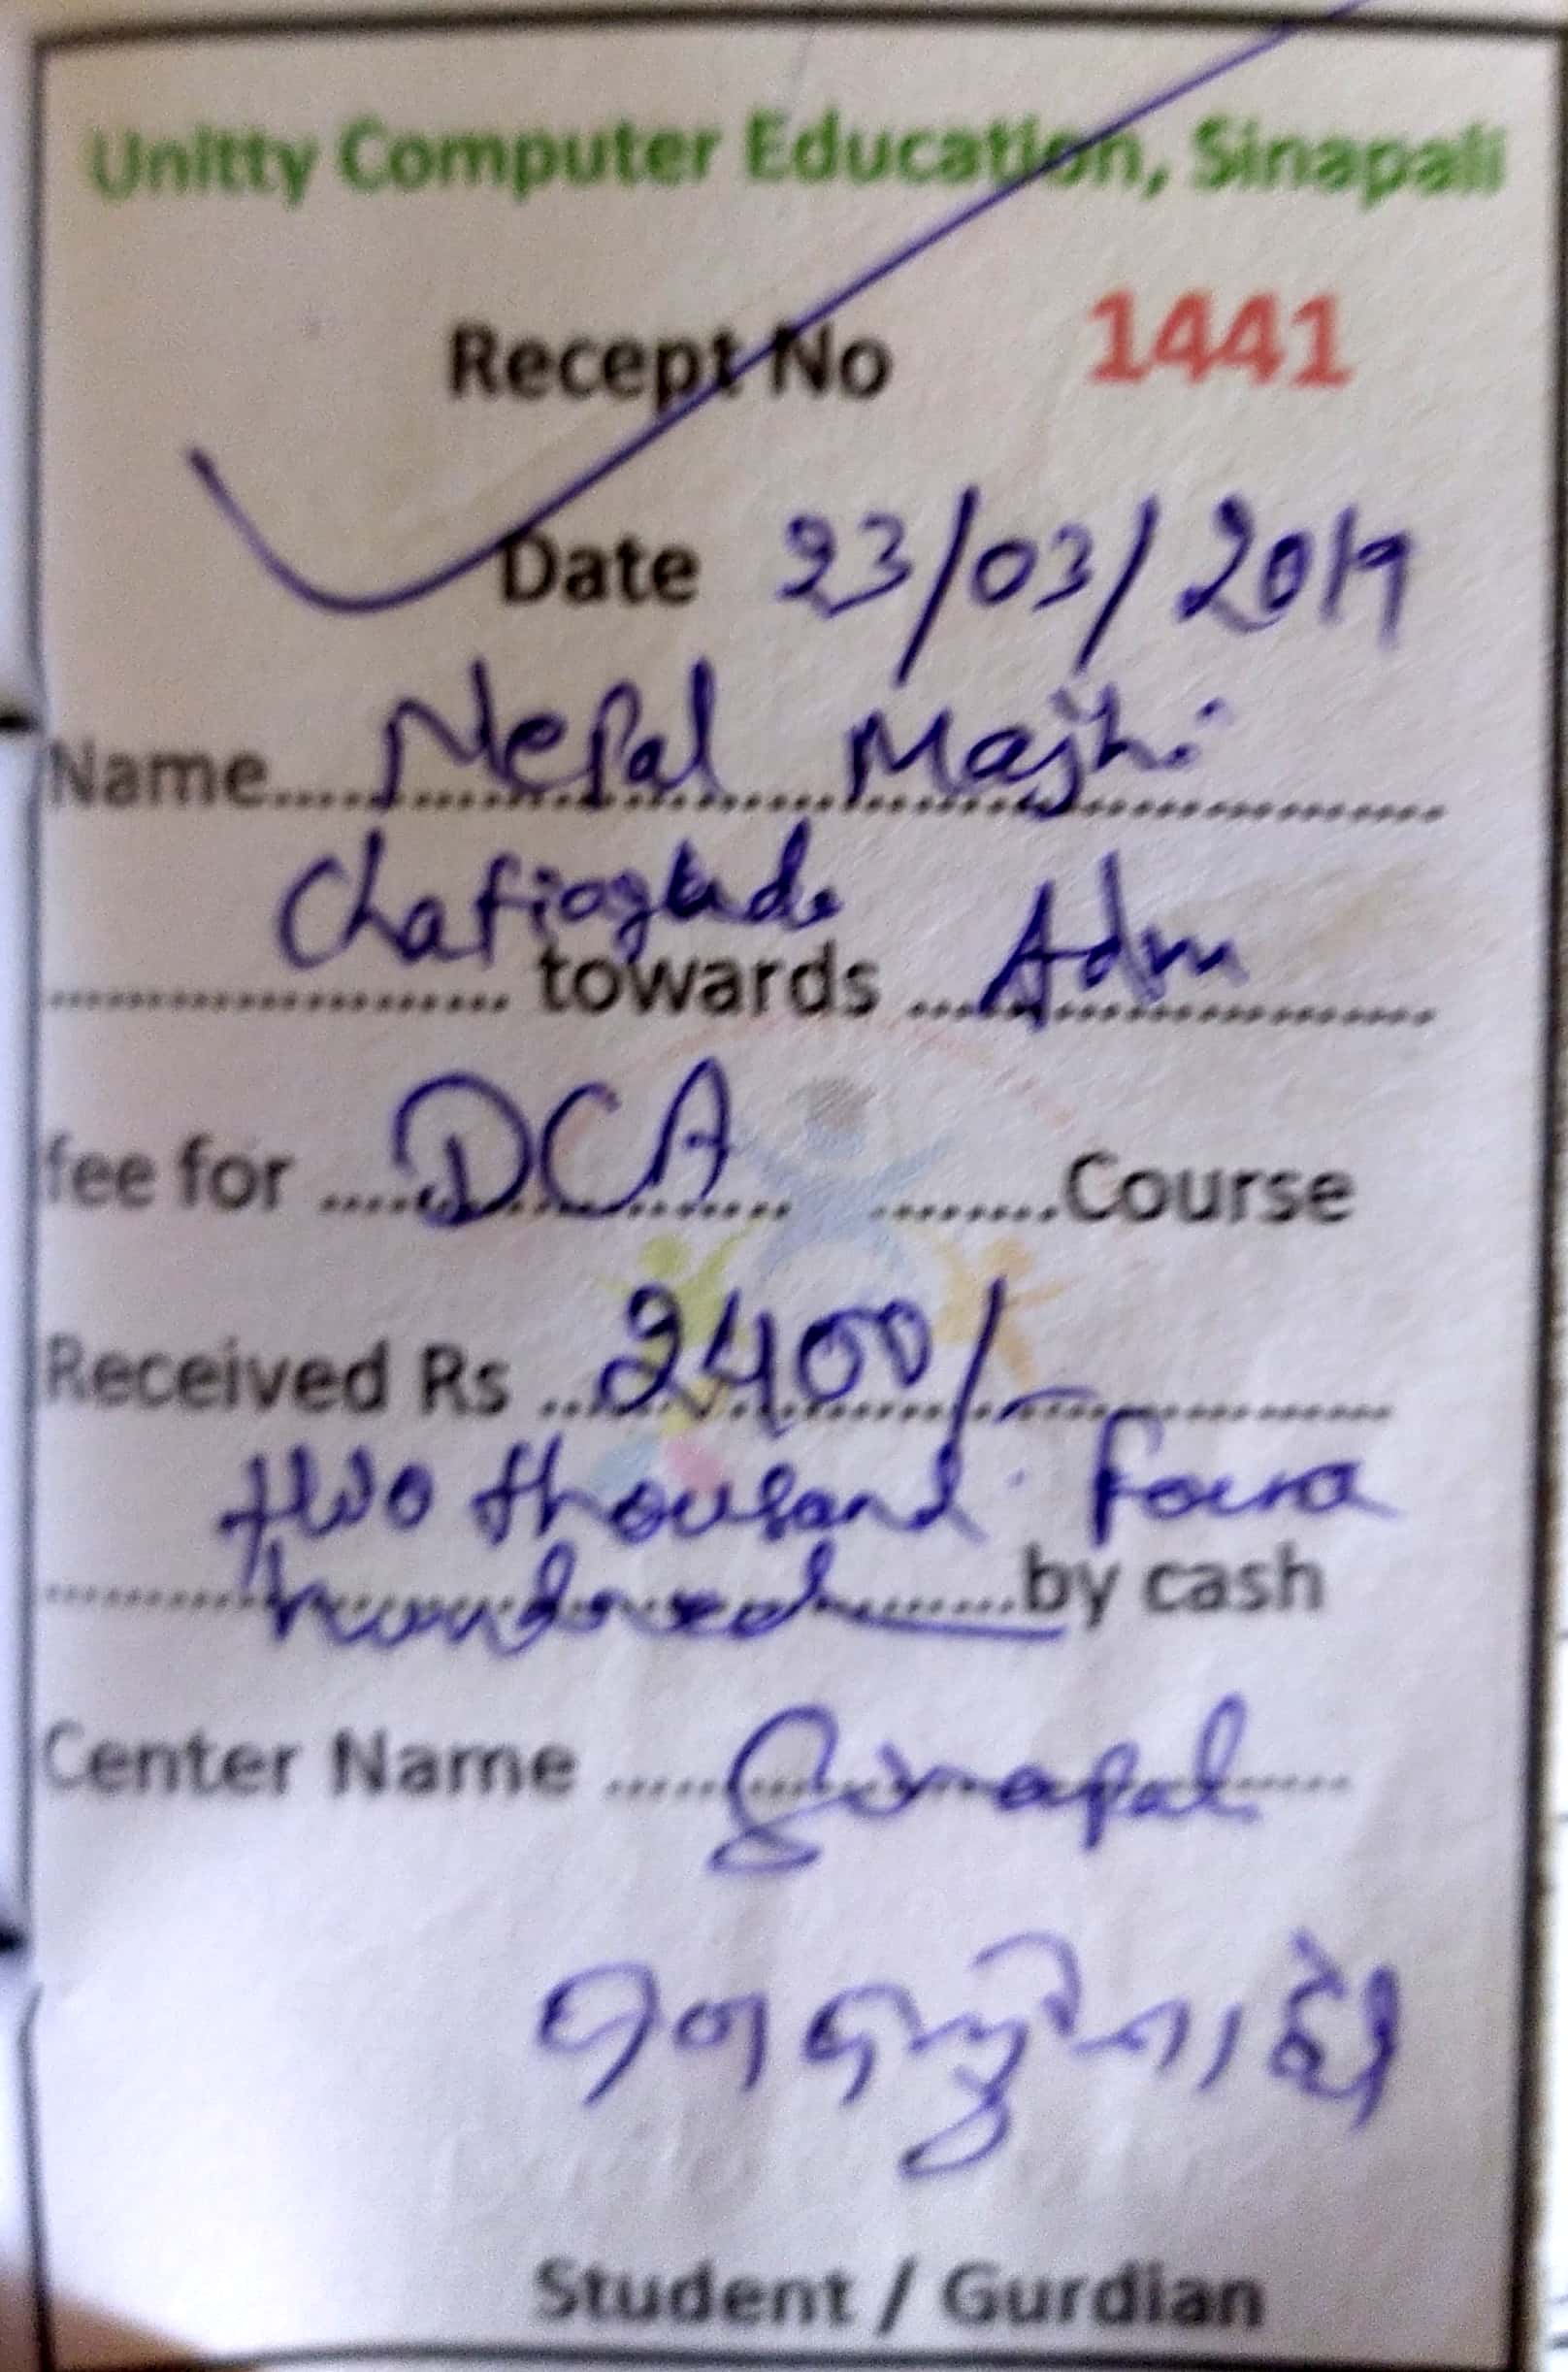 Unitty Computer Education, Sinapali
Recept No 1441
Date 23/03/2019
Name Nepal Majhi
towards Adm
fee for DCA Course
Received Rs 2400/-
two thousand four
hundred by cash
Center Name Sinapali
Student / Gurdian